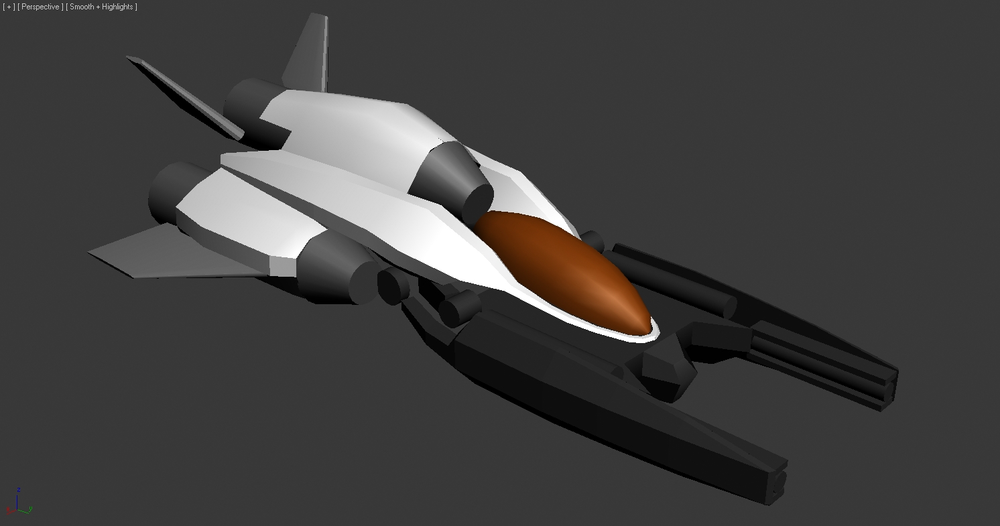 [ + ] [ Perspective ] [ Smooth + Highlights ]
z
y